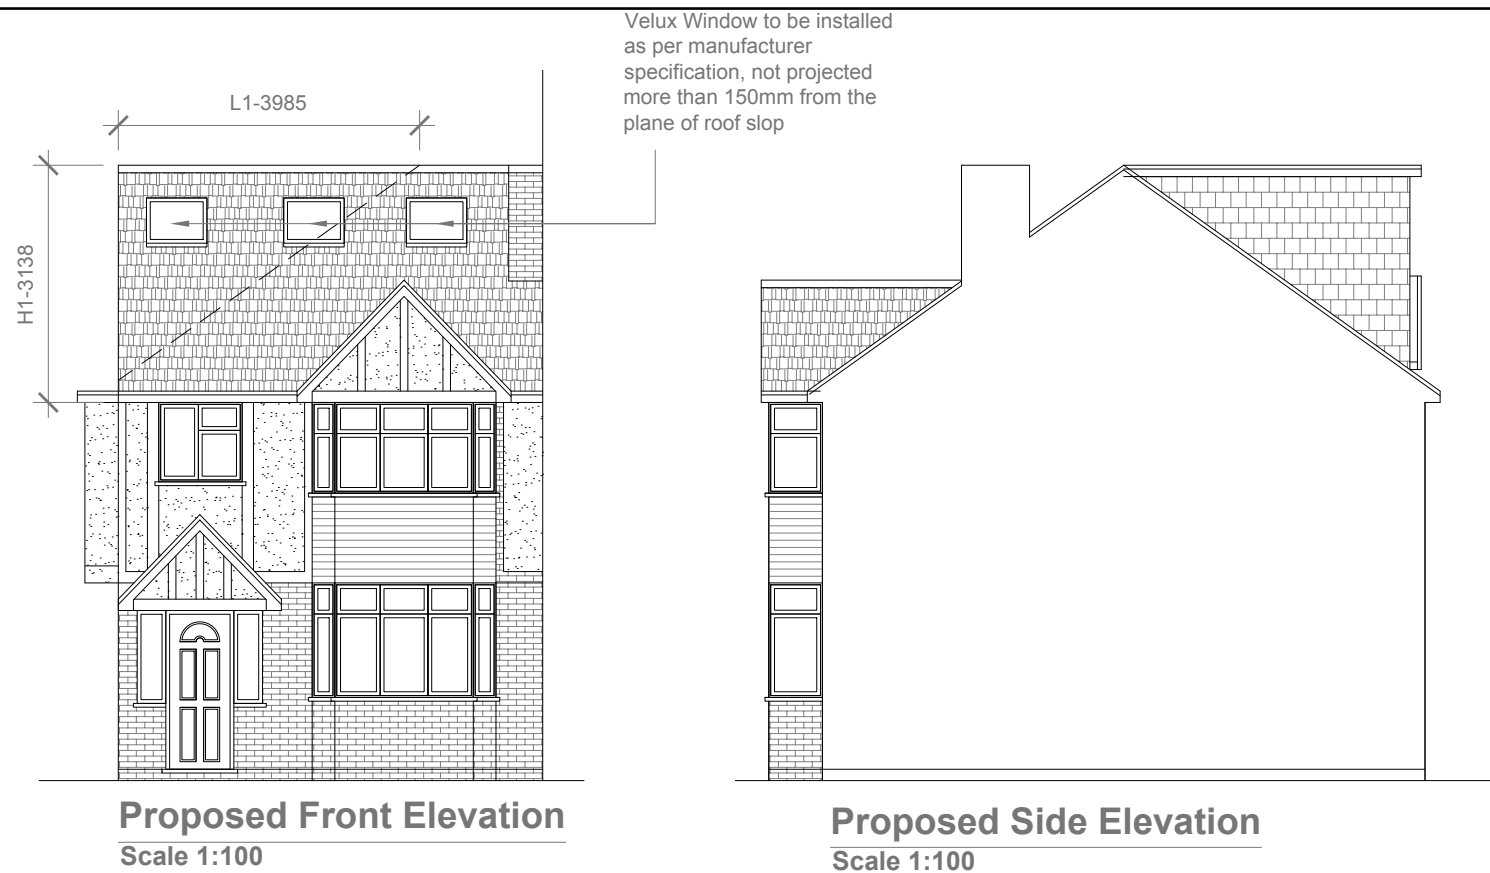 Velux Window to be installed
as per manufacturer
specification, not projected
more than 150mm from the
plane of roof slop
L1-3985
H1-3138
Proposed Front Elevation
Scale 1:100
Proposed Side Elevation
Scale 1:100